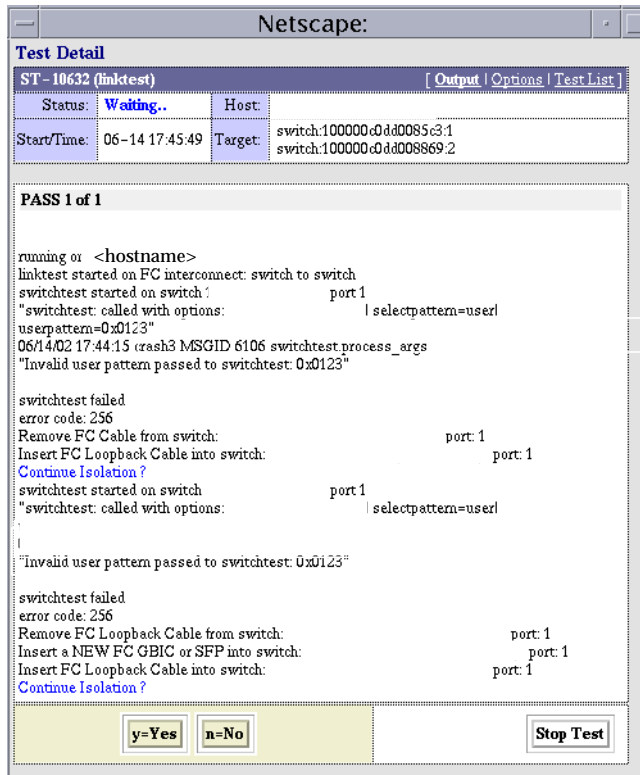 Netscape:
Test Detail
ST-10632 (linktest) [ Output | Options | Test List ]
Status: Waiting.. Host:
Start/Time: 06-14 17:45:49 Target: switch:100000c0dd0085c3:1
switch:100000c0dd008869:2
PASS 1 of 1
running on <hostname>
linktest started on FC interconnect: switch to switch
switchtest started on switch port 1
"switchtest: called with options: | selectpattern=user|
userpattern=0x0123"
06/14/02 17:44:15 crash3 MSGID 6106 switchtest.process_args
"Invalid user pattern passed to switchtest: 0x0123"
switchtest failed
error code: 256
Remove FC Cable from switch: port: 1
Insert FC Loopback Cable into switch: port: 1
Continue Isolation ?
switchtest started on switch port 1
"switchtest: called with options: | selectpattern=user|
"Invalid user pattern passed to switchtest: 0x0123"
switchtest failed
error code: 256
Remove FC Loopback Cable from switch: port: 1
Insert a NEW FC GBIC or SFP into switch: port: 1
Insert FC Loopback Cable into switch: port: 1
Continue Isolation ?
y=Yes n=No Stop Test